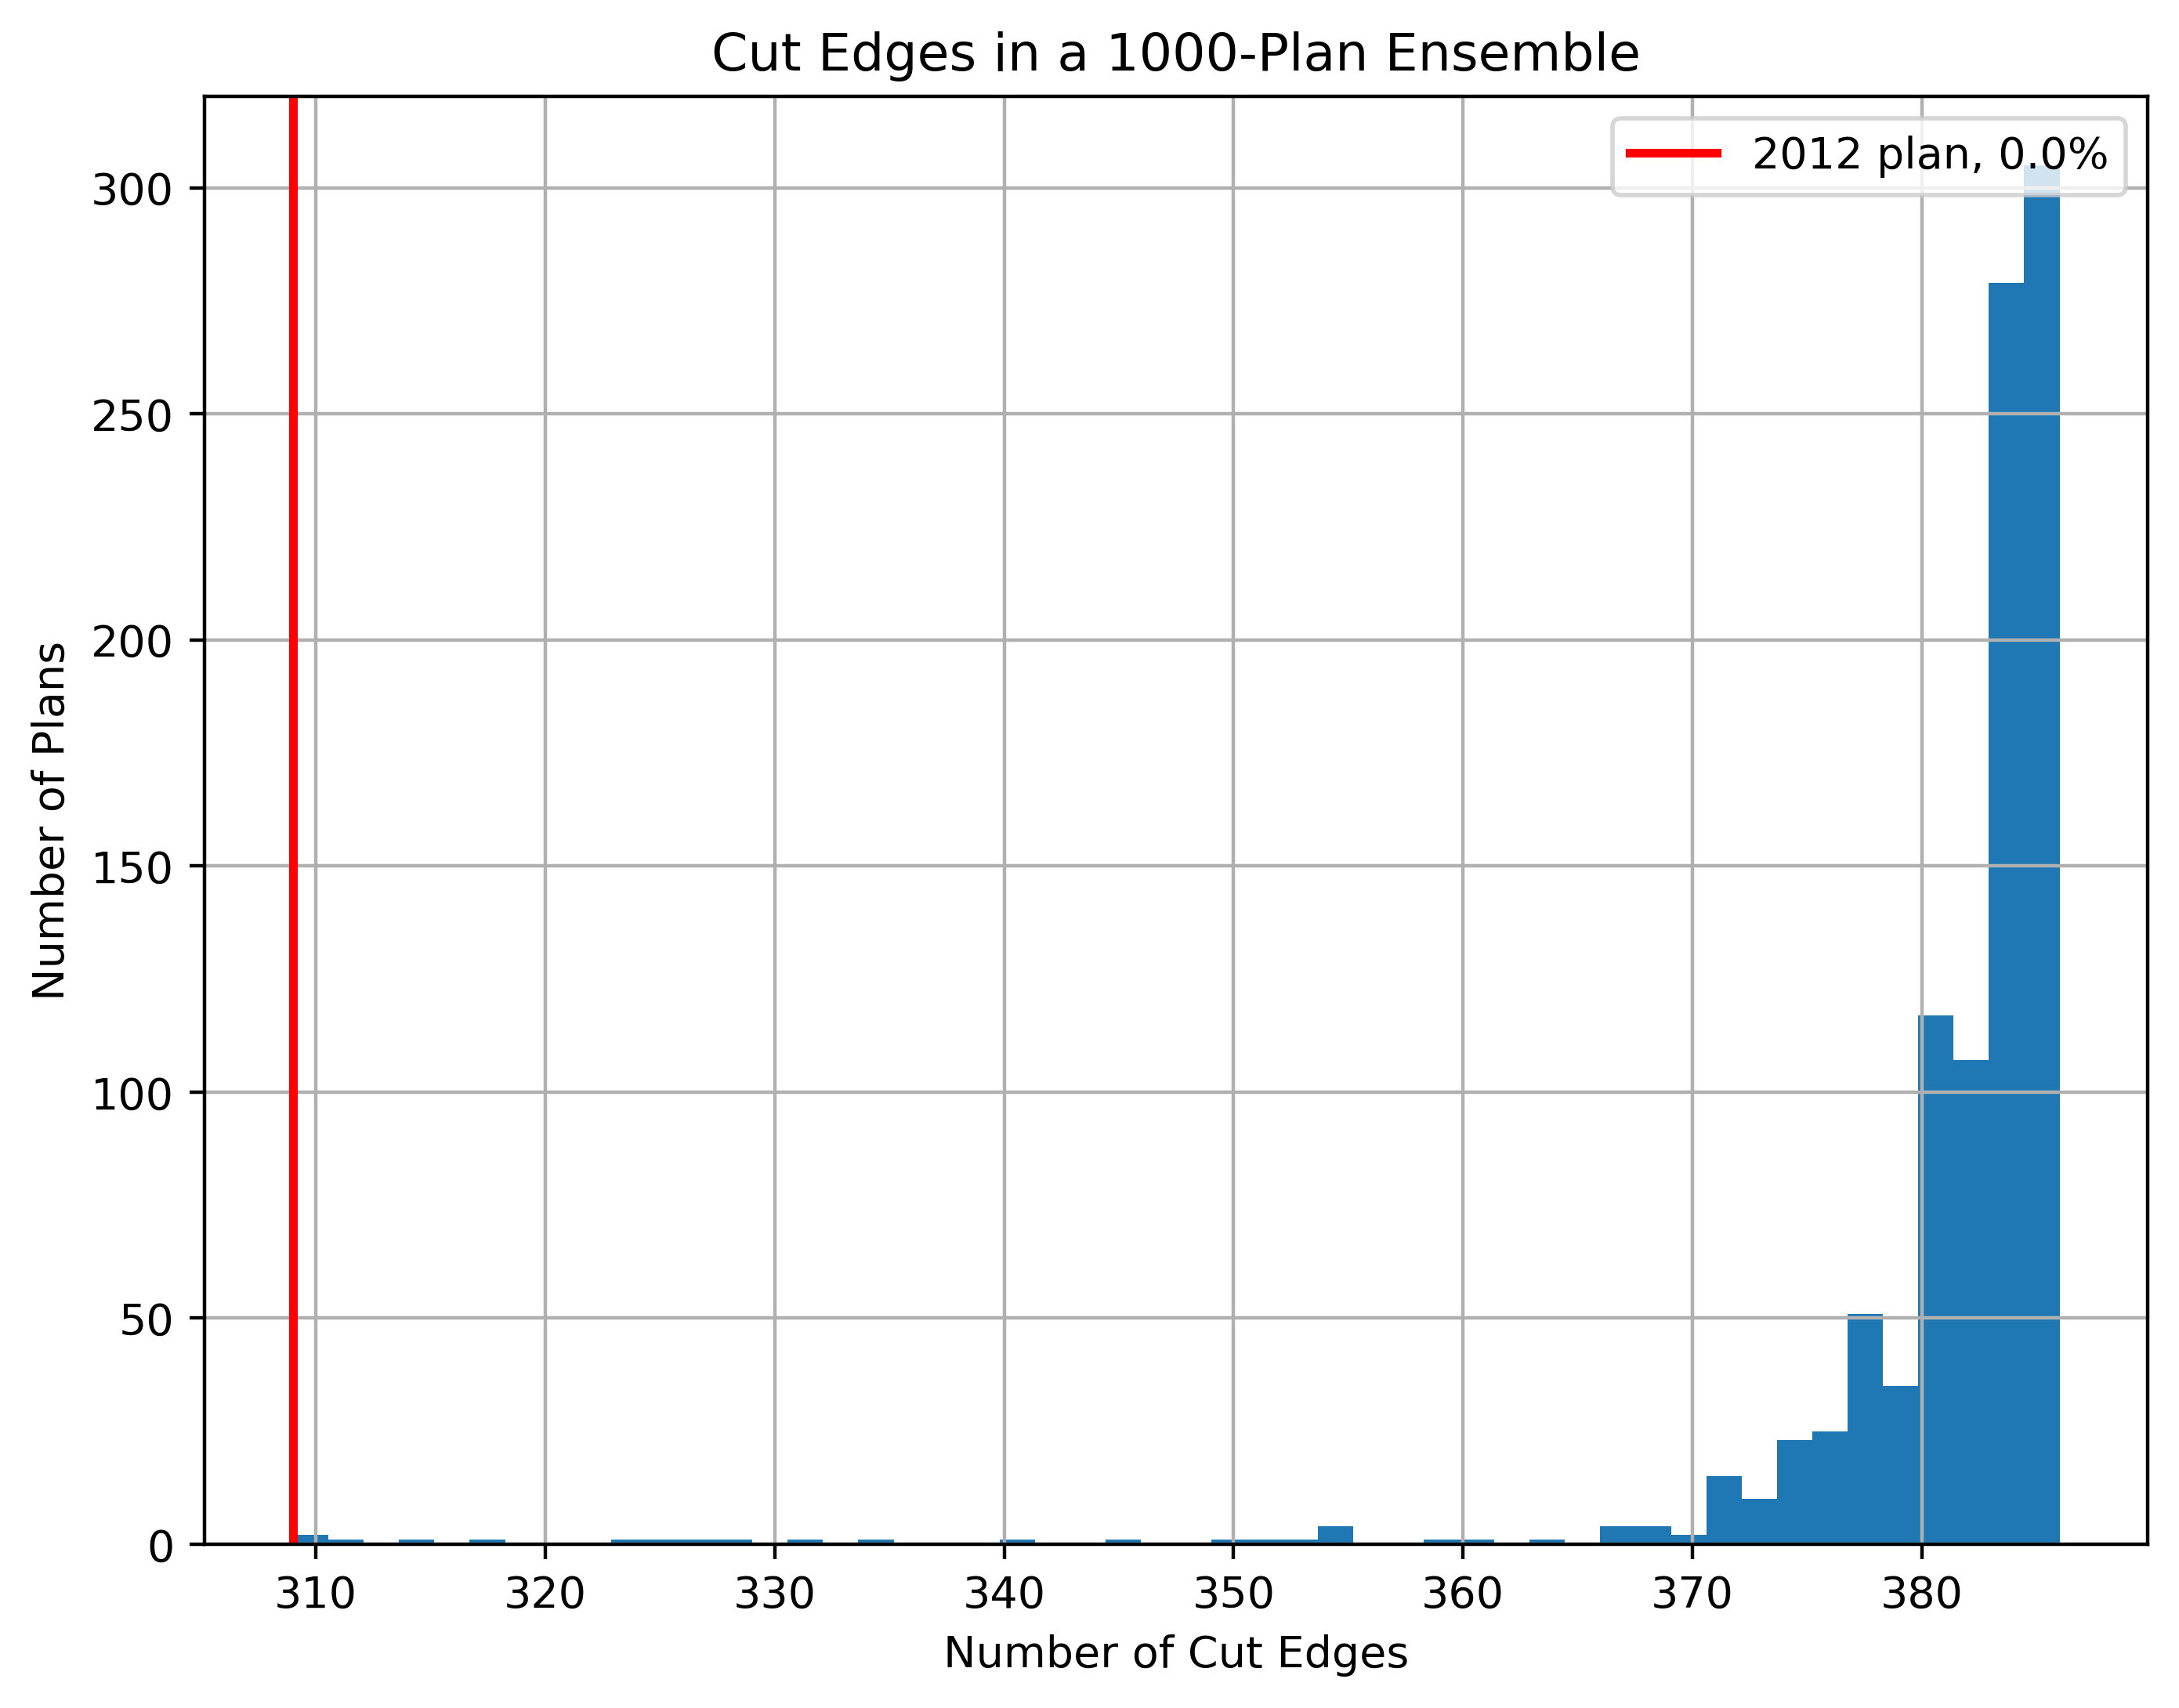 Cut Edges in a 1000-Plan Ensemble
2012 plan, 0.0%
Number of Plans
300
250
200
150
100
50
0
310 320 330 340 350 360 370 380
Number of Cut Edges